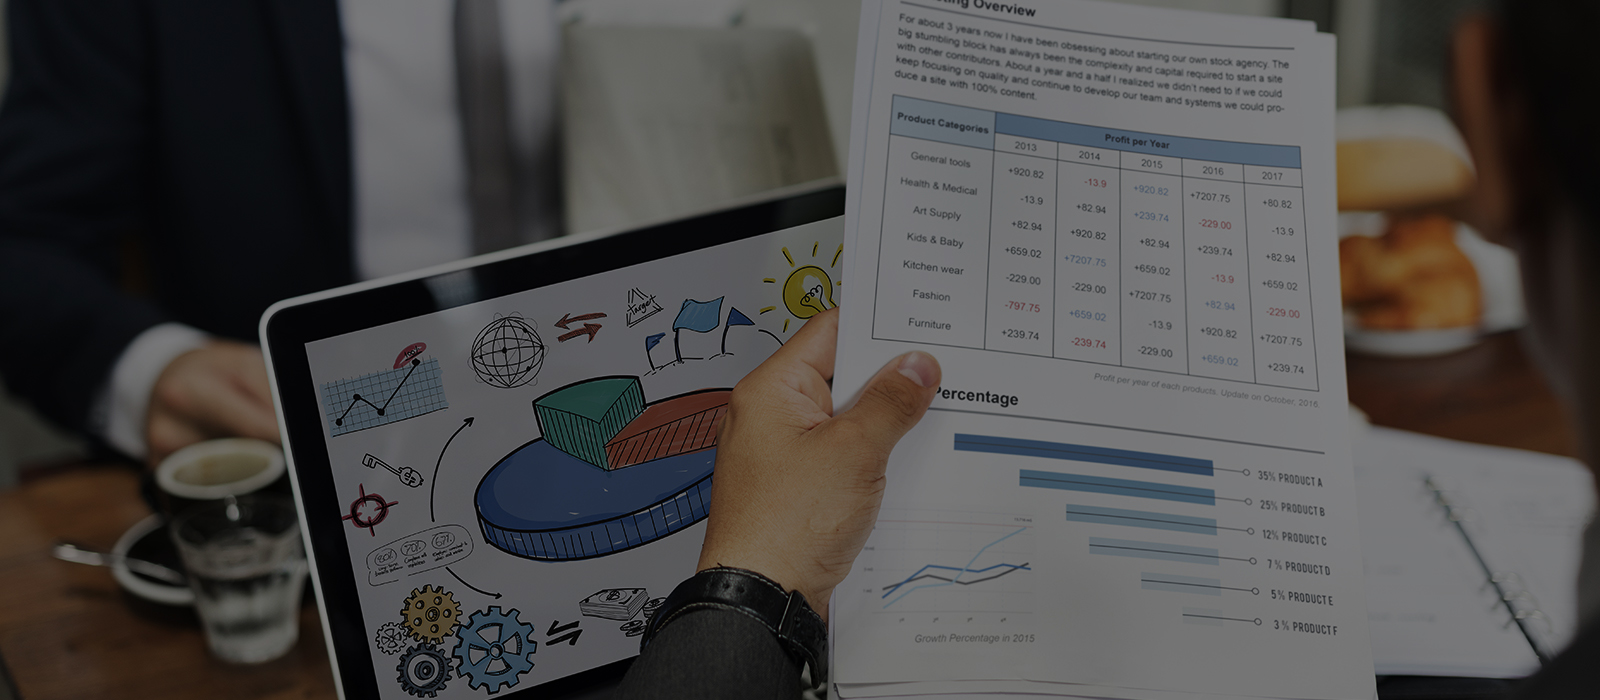 Overview
For about 3 years now I have been obsessing about starting our own stock agency. The
big stumbling block has always been the complexity and capital required to start a site
with other contributors. About a year and a half I realized we didn't need to if we could
keep focusing on quality and continue to develop our team and systems we could pro-
duce a site with 100% content.
Product Categories Profit per Year
2013 2014 2015 2016 2017
General tools +920.82 -13.9 +920.82 +7207.75 +80.82
Health & Medical -13.9 +82.94 +239.74 -229.00 -13.9
Art Supply +82.94 +920.82 +82.94 +239.74 +82.94
Kids & Baby +659.02 +7207.75 +659.02 -13.9 +659.02
Kitchen wear -229.00 -229.00 +7207.75 +82.94 -229.00
Fashion -797.75 +659.02 -13.9 +920.82 +7207.75
Furniture +239.74 -239.74 -229.00 +659.02 +239.74
Profit per year of each products. Update on October, 2016.
Percentage
35% PRODUCT A
25% PRODUCT B
12% PRODUCT C
7% PRODUCT D
5% PRODUCT E
3% PRODUCT F
Growth Percentage in 2015
target
100%